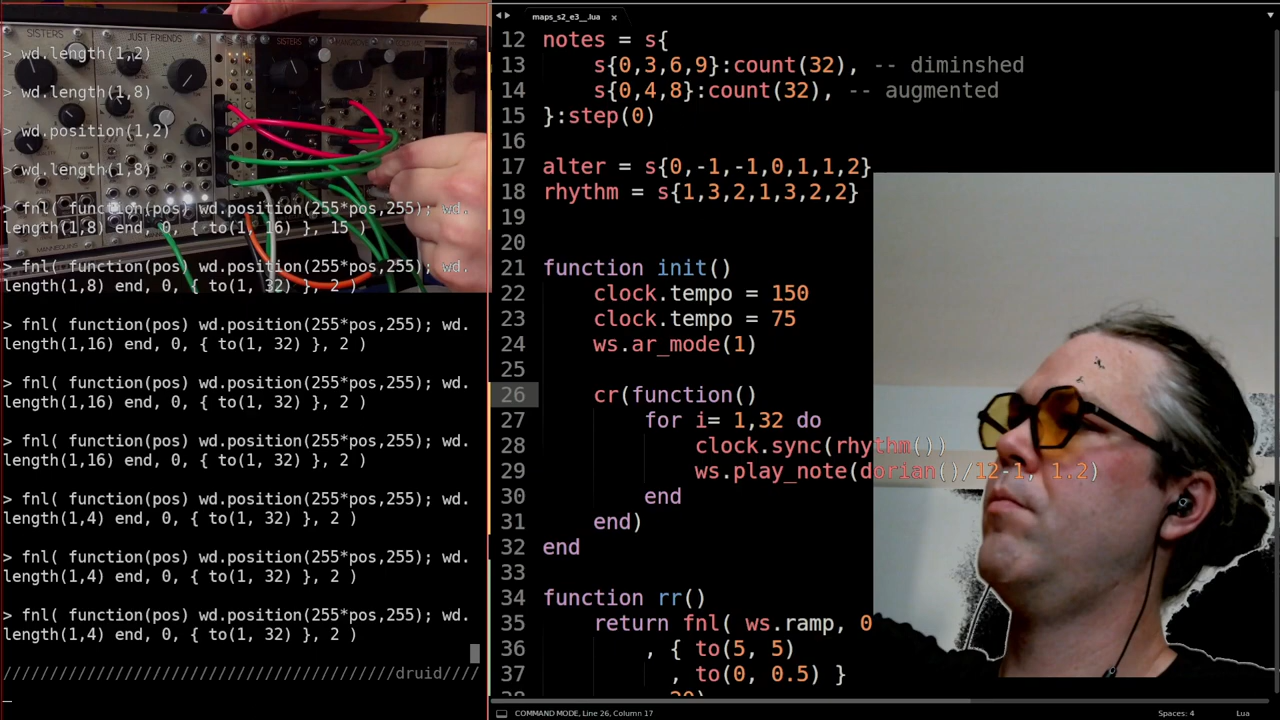 SISTERS
JUST FRIENDS
SISTERS
MANNEQUINS
> wd.length(1,2)
> wd.length(1,8)
> wd.position(1,2)
> wd.length(1,8)
> fnl( function(pos) wd.position(255*pos,255); wd.
length(1,8) end, 0, { to(1, 16) }, 15 )
> fnl( function(pos) wd.position(255*pos,255); wd.
length(1,8) end, 0, { to(1, 32) }, 2 )
> fnl( function(pos) wd.position(255*pos,255); wd.
length(1,16) end, 0, { to(1, 32) }, 2 )
> fnl( function(pos) wd.position(255*pos,255); wd.
length(1,16) end, 0, { to(1, 32) }, 2 )
> fnl( function(pos) wd.position(255*pos,255); wd.
length(1,16) end, 0, { to(1, 32) }, 2 )
> fnl( function(pos) wd.position(255*pos,255); wd.
length(1,4) end, 0, { to(1, 32) }, 2 )
> fnl( function(pos) wd.position(255*pos,255); wd.
length(1,4) end, 0, { to(1, 32) }, 2 )
> fnl( function(pos) wd.position(255*pos,255); wd.
length(1,4) end, 0, { to(1, 32) }, 2 )
//////////////////////////////////////////druid////
_
maps_s2_e3__.lua ×
12 notes = s{
13 s{0,3,6,9}:count(32), -- diminshed
14 s{0,4,8}:count(32), -- augmented
15 }:step(0)
16
17 alter = s{0,-1,-1,0,1,1,2}
18 rhythm = s{1,3,2,1,3,2,2}
19
20
21 function init()
22 clock.tempo = 150
23 clock.tempo = 75
24 ws.ar_mode(1)
25
26 cr(function()
27 for i= 1,32 do
28 clock.sync(rhythm())
29 ws.play_note(dorian()/12-1, 1.2)
30 end
31 end)
32 end
33
34 function rr()
35 return fnl( ws.ramp, 0
36 , { to(5, 5)
37 , to(0, 0.5) }
COMMAND MODE, Line 26, Column 17
Spaces: 4
Lua